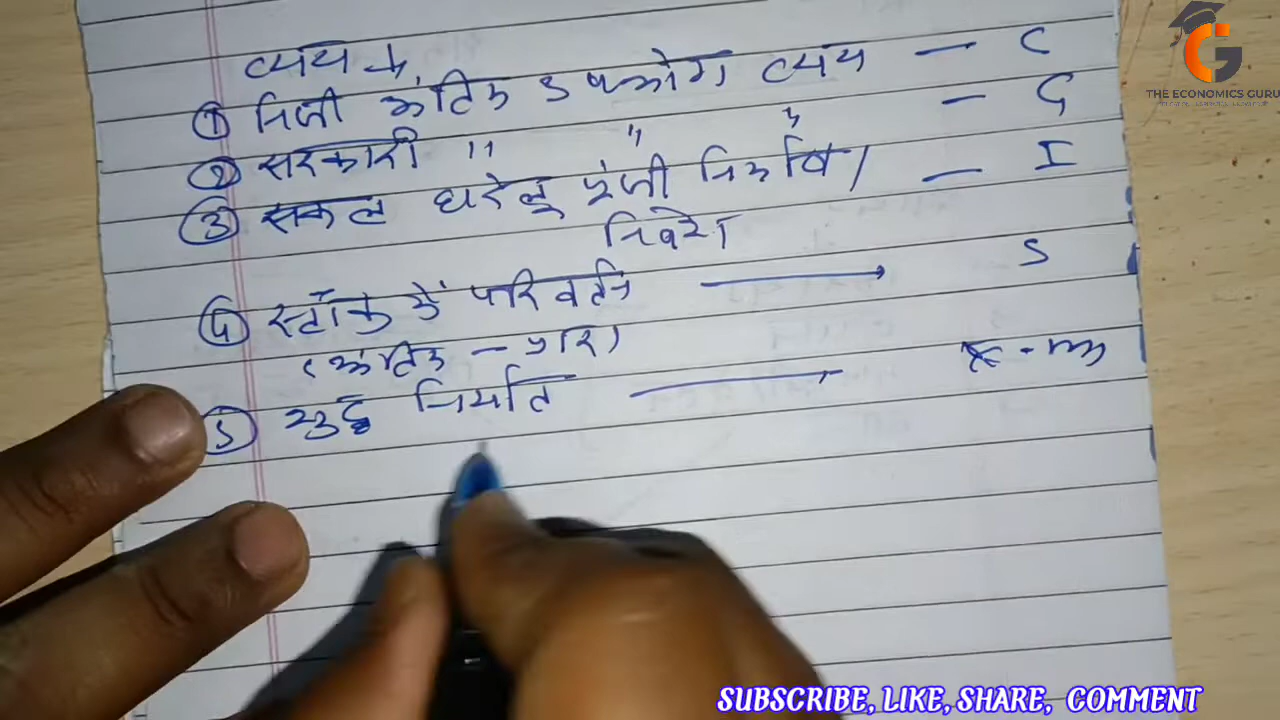 व्यय →
① निजी अंतिम उपभोग व्यय — C
② सरकारी " " " — G
③ सकल घरेलू पूंजी निर्माण / — I
निवेश
④ स्टॉक में परिवर्तन → S
(अंतिम - प्रारं)
⑤ शुद्ध निर्यात → x - m
THE ECONOMICS GURU
SUBSCRIBE, LIKE, SHARE, COMMENT